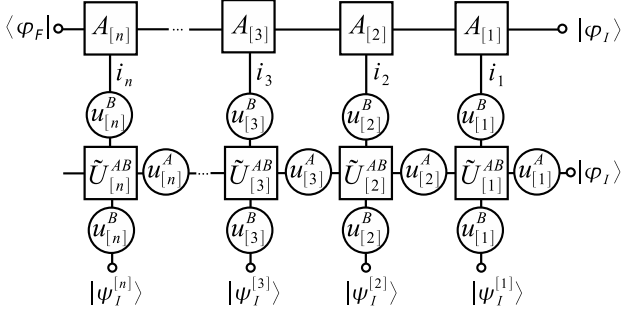 ⟨φ_F| A_[n] ... A_[3] A_[2] A_[1] |φ_I⟩
i_n i_3 i_2 i_1
u^B_[n] u^B_[3] u^B_[2] u^B_[1]
Ũ^AB_[n] u^A_[n] ... Ũ^AB_[3] u^A_[3] Ũ^AB_[2] u^A_[2] Ũ^AB_[1] u^A_[1] |φ_I⟩
u^B_[n] u^B_[3] u^B_[2] u^B_[1]
|ψ_I^[n]⟩ |ψ_I^[3]⟩ |ψ_I^[2]⟩ |ψ_I^[1]⟩